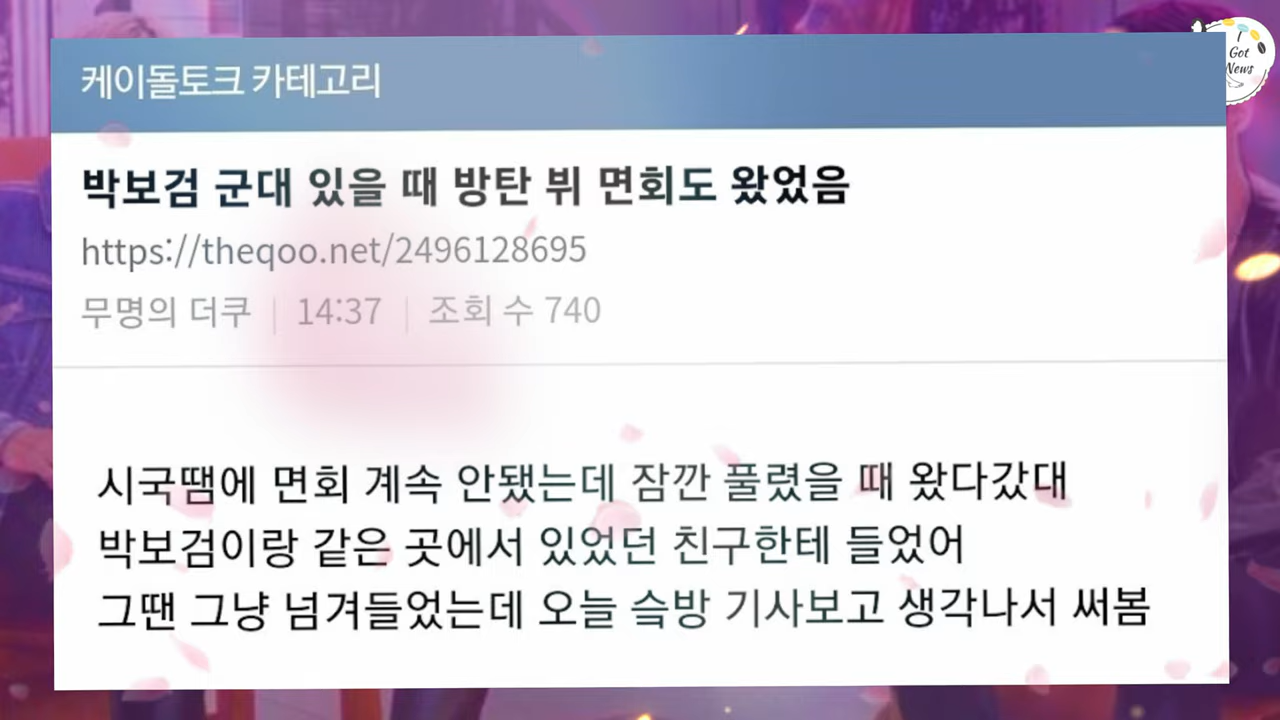 케이돌토크 카테고리
I
Got
News
박보검 군대 있을 때 방탄 뷔 면회도 왔었음
https://theqoo.net/2496128695
무명의 더쿠 | 14:37 | 조회 수 740
시국땜에 면회 계속 안됐는데 잠깐 풀렸을 때 왔다갔대
박보검이랑 같은 곳에서 있었던 친구한테 들었어
그땐 그냥 넘겨들었는데 오늘 슼방 기사보고 생각나서 써봄